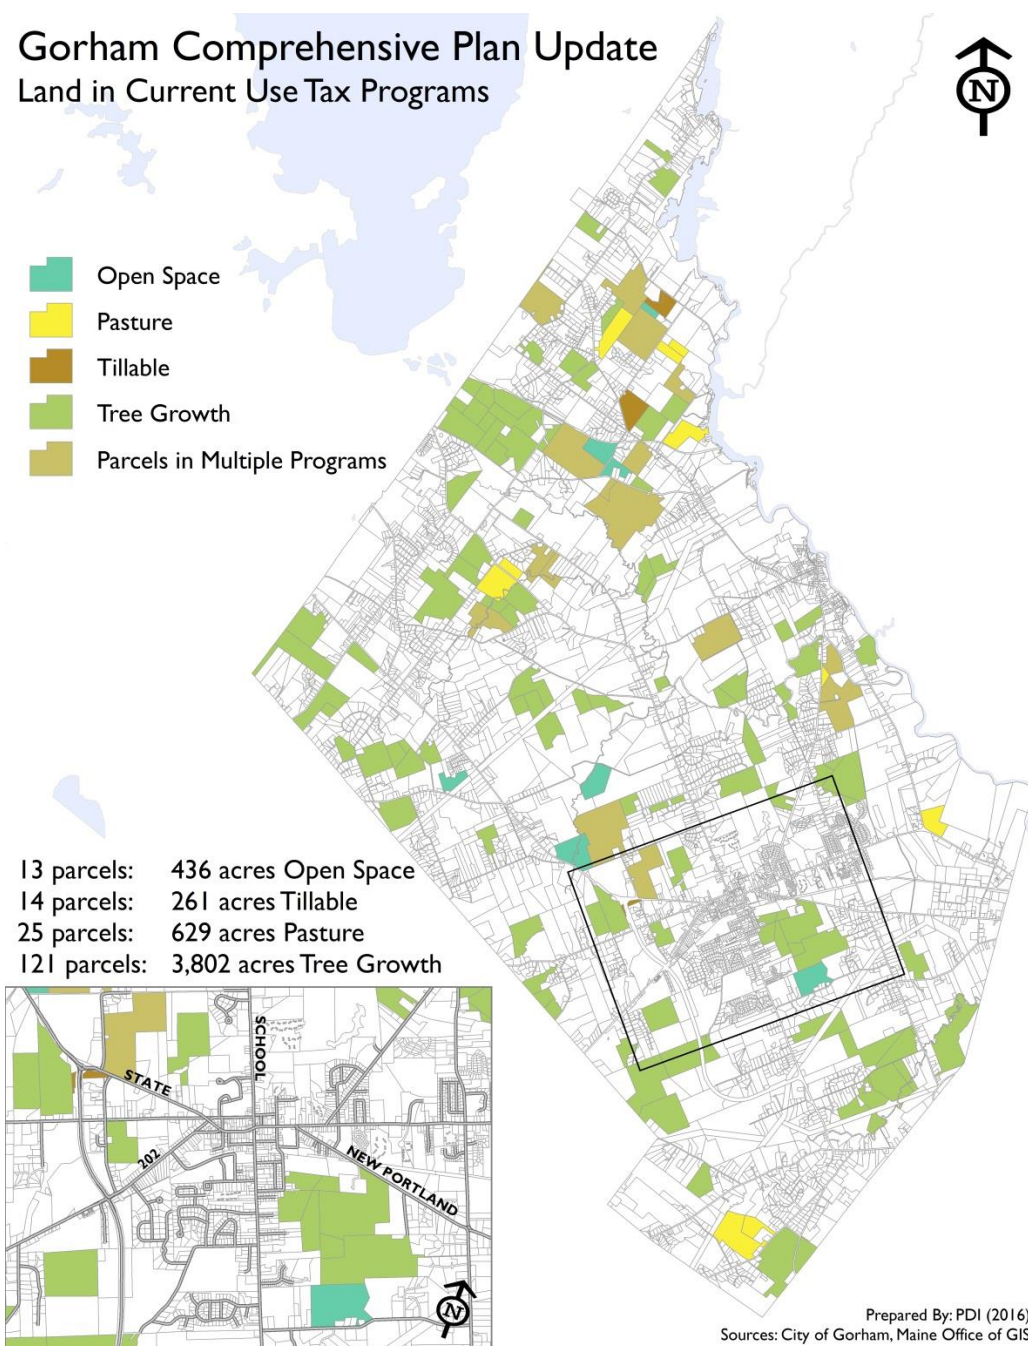 Gorham Comprehensive Plan Update
Land in Current Use Tax Programs
N
Open Space
Pasture
Tillable
Tree Growth
Parcels in Multiple Programs
13 parcels: 436 acres Open Space
14 parcels: 261 acres Tillable
25 parcels: 629 acres Pasture
121 parcels: 3,802 acres Tree Growth
SCHOOL
STATE
202
NEW PORTLAND
N
Prepared By: PDI (2016)
Sources: City of Gorham, Maine Office of GIS